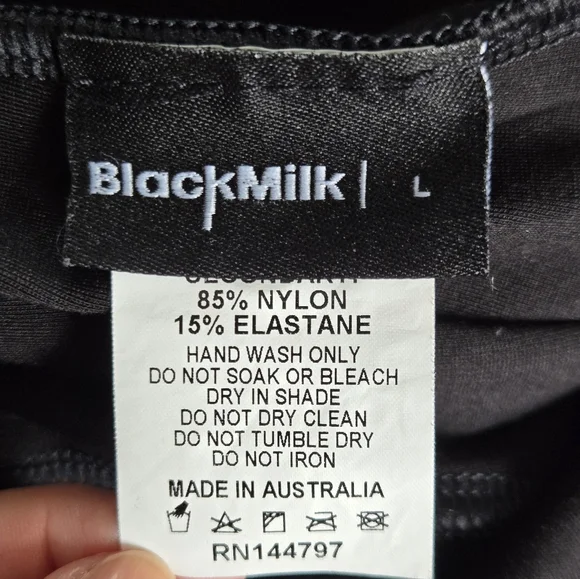 BlackMilk | L
SECONDARY:
85% NYLON
15% ELASTANE
HAND WASH ONLY
DO NOT SOAK OR BLEACH
DRY IN SHADE
DO NOT DRY CLEAN
DO NOT TUMBLE DRY
DO NOT IRON
MADE IN AUSTRALIA
RN144797